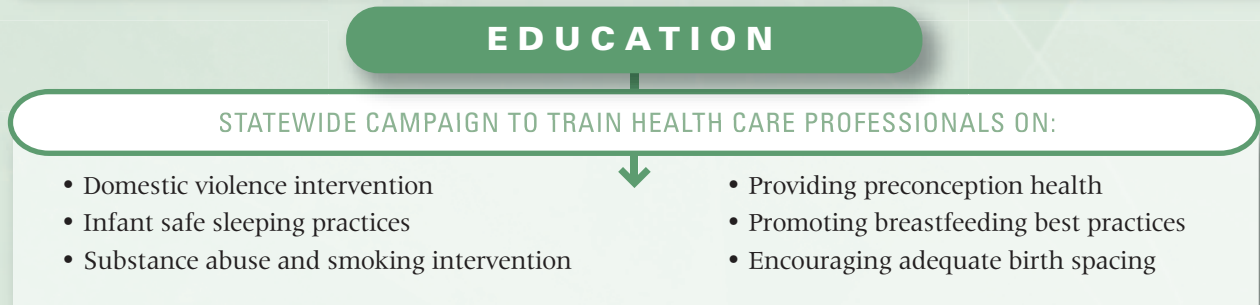 EDUCATION
STATEWIDE CAMPAIGN TO TRAIN HEALTH CARE PROFESSIONALS ON:
• Domestic violence intervention
• Infant safe sleeping practices
• Substance abuse and smoking intervention
• Providing preconception health
• Promoting breastfeeding best practices
• Encouraging adequate birth spacing